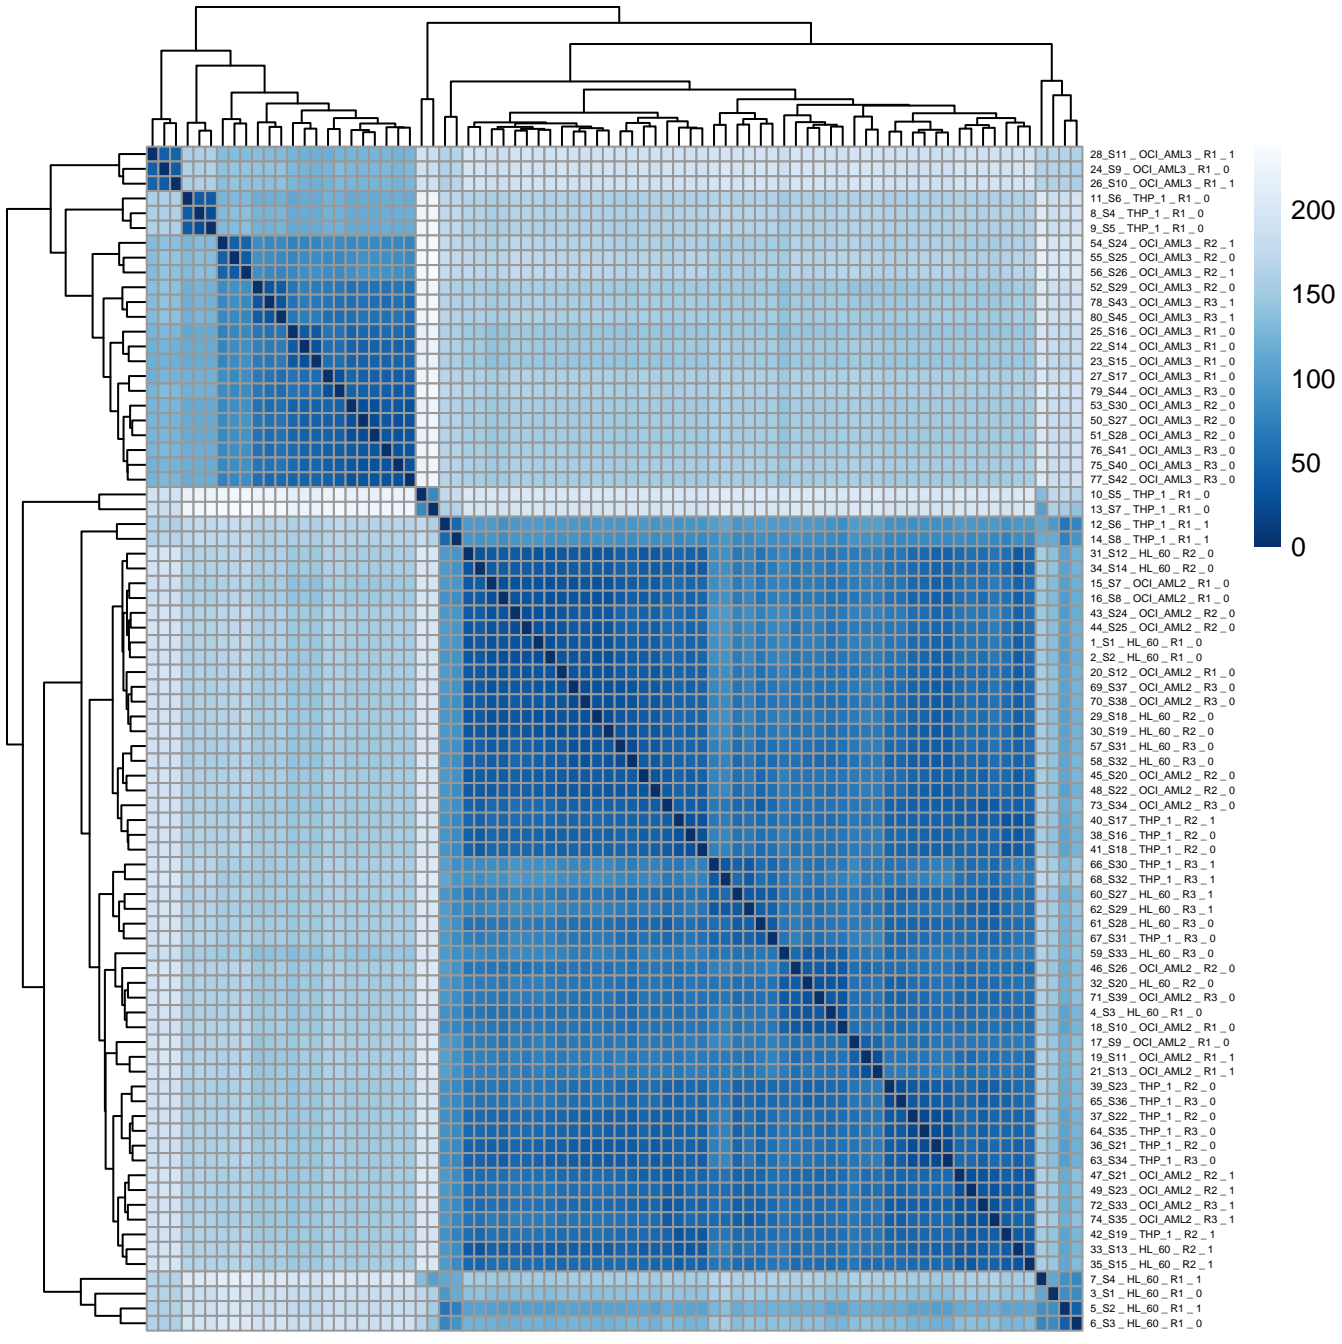 28_S11 _ OCI_AML3 _ R1 _ 1
24_S9 _ OCI_AML3 _ R1 _ 0
26_S10 _ OCI_AML3 _ R1 _ 1
11_S6 _ THP_1 _ R1 _ 0
8_S4 _ THP_1 _ R1 _ 0
9_S5 _ THP_1 _ R1 _ 0
54_S24 _ OCI_AML3 _ R2 _ 1
55_S25 _ OCI_AML3 _ R2 _ 0
56_S26 _ OCI_AML3 _ R2 _ 1
52_S29 _ OCI_AML3 _ R2 _ 0
78_S43 _ OCI_AML3 _ R3 _ 1
80_S45 _ OCI_AML3 _ R3 _ 1
25_S16 _ OCI_AML3 _ R1 _ 0
22_S14 _ OCI_AML3 _ R1 _ 0
23_S15 _ OCI_AML3 _ R1 _ 0
27_S17 _ OCI_AML3 _ R1 _ 0
79_S44 _ OCI_AML3 _ R3 _ 0
53_S30 _ OCI_AML3 _ R2 _ 0
50_S27 _ OCI_AML3 _ R2 _ 0
51_S28 _ OCI_AML3 _ R2 _ 0
76_S41 _ OCI_AML3 _ R3 _ 0
75_S40 _ OCI_AML3 _ R3 _ 0
77_S42 _ OCI_AML3 _ R3 _ 0
10_S5 _ THP_1 _ R1 _ 0
13_S7 _ THP_1 _ R1 _ 0
12_S6 _ THP_1 _ R1 _ 1
14_S8 _ THP_1 _ R1 _ 1
31_S12 _ HL_60 _ R2 _ 0
34_S14 _ HL_60 _ R2 _ 0
15_S7 _ OCI_AML2 _ R1 _ 0
16_S8 _ OCI_AML2 _ R1 _ 0
43_S24 _ OCI_AML2 _ R2 _ 0
44_S25 _ OCI_AML2 _ R2 _ 0
1_S1 _ HL_60 _ R1 _ 0
2_S2 _ HL_60 _ R1 _ 0
20_S12 _ OCI_AML2 _ R1 _ 0
69_S37 _ OCI_AML2 _ R3 _ 0
70_S38 _ OCI_AML2 _ R3 _ 0
29_S18 _ HL_60 _ R2 _ 0
30_S19 _ HL_60 _ R2 _ 0
57_S31 _ HL_60 _ R3 _ 0
58_S32 _ HL_60 _ R3 _ 0
45_S20 _ OCI_AML2 _ R2 _ 0
48_S22 _ OCI_AML2 _ R2 _ 0
73_S34 _ OCI_AML2 _ R3 _ 0
40_S17 _ THP_1 _ R2 _ 1
38_S16 _ THP_1 _ R2 _ 0
41_S18 _ THP_1 _ R2 _ 0
66_S30 _ THP_1 _ R3 _ 1
68_S32 _ THP_1 _ R3 _ 1
60_S27 _ HL_60 _ R3 _ 1
62_S29 _ HL_60 _ R3 _ 1
61_S28 _ HL_60 _ R3 _ 0
67_S31 _ THP_1 _ R3 _ 0
59_S33 _ HL_60 _ R3 _ 0
46_S26 _ OCI_AML2 _ R2 _ 0
32_S20 _ HL_60 _ R2 _ 0
71_S39 _ OCI_AML2 _ R3 _ 0
4_S3 _ HL_60 _ R1 _ 0
18_S10 _ OCI_AML2 _ R1 _ 0
17_S9 _ OCI_AML2 _ R1 _ 0
19_S11 _ OCI_AML2 _ R1 _ 1
21_S13 _ OCI_AML2 _ R1 _ 1
39_S23 _ THP_1 _ R2 _ 0
65_S36 _ THP_1 _ R3 _ 0
37_S22 _ THP_1 _ R2 _ 0
64_S35 _ THP_1 _ R3 _ 0
36_S21 _ THP_1 _ R2 _ 0
63_S34 _ THP_1 _ R3 _ 0
47_S21 _ OCI_AML2 _ R2 _ 1
49_S23 _ OCI_AML2 _ R2 _ 1
72_S33 _ OCI_AML2 _ R3 _ 1
74_S35 _ OCI_AML2 _ R3 _ 1
42_S19 _ THP_1 _ R2 _ 1
33_S13 _ HL_60 _ R2 _ 1
35_S15 _ HL_60 _ R2 _ 1
7_S4 _ HL_60 _ R1 _ 1
3_S1 _ HL_60 _ R1 _ 0
5_S2 _ HL_60 _ R1 _ 1
6_S3 _ HL_60 _ R1 _ 0
200
150
100
50
0